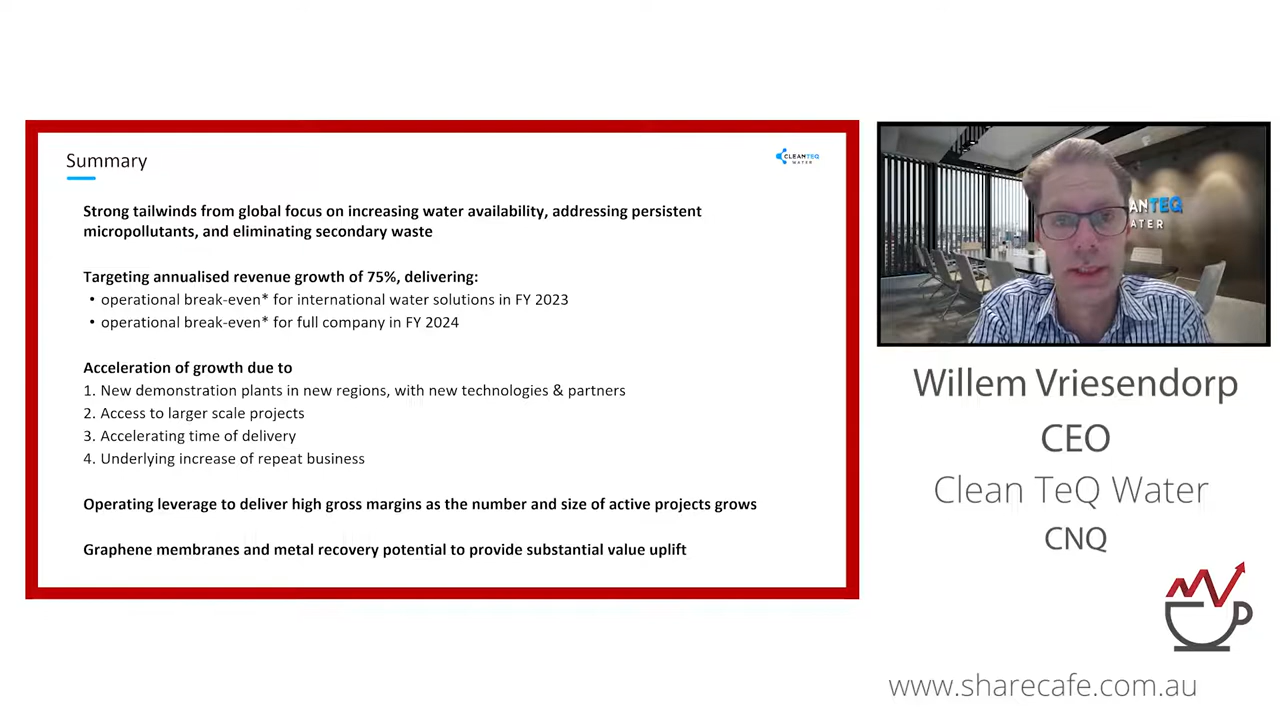 Summary
CLEANTEQ
WATER
Strong tailwinds from global focus on increasing water availability, addressing persistent
micropollutants, and eliminating secondary waste
Targeting annualised revenue growth of 75%, delivering:
• operational break-even* for international water solutions in FY 2023
• operational break-even* for full company in FY 2024
Acceleration of growth due to
1. New demonstration plants in new regions, with new technologies & partners
2. Access to larger scale projects
3. Accelerating time of delivery
4. Underlying increase of repeat business
Operating leverage to deliver high gross margins as the number and size of active projects grows
Graphene membranes and metal recovery potential to provide substantial value uplift
ANTEQ
ATER
Willem Vriesendorp
CEO
Clean TeQ Water
CNQ
www.sharecafe.com.au